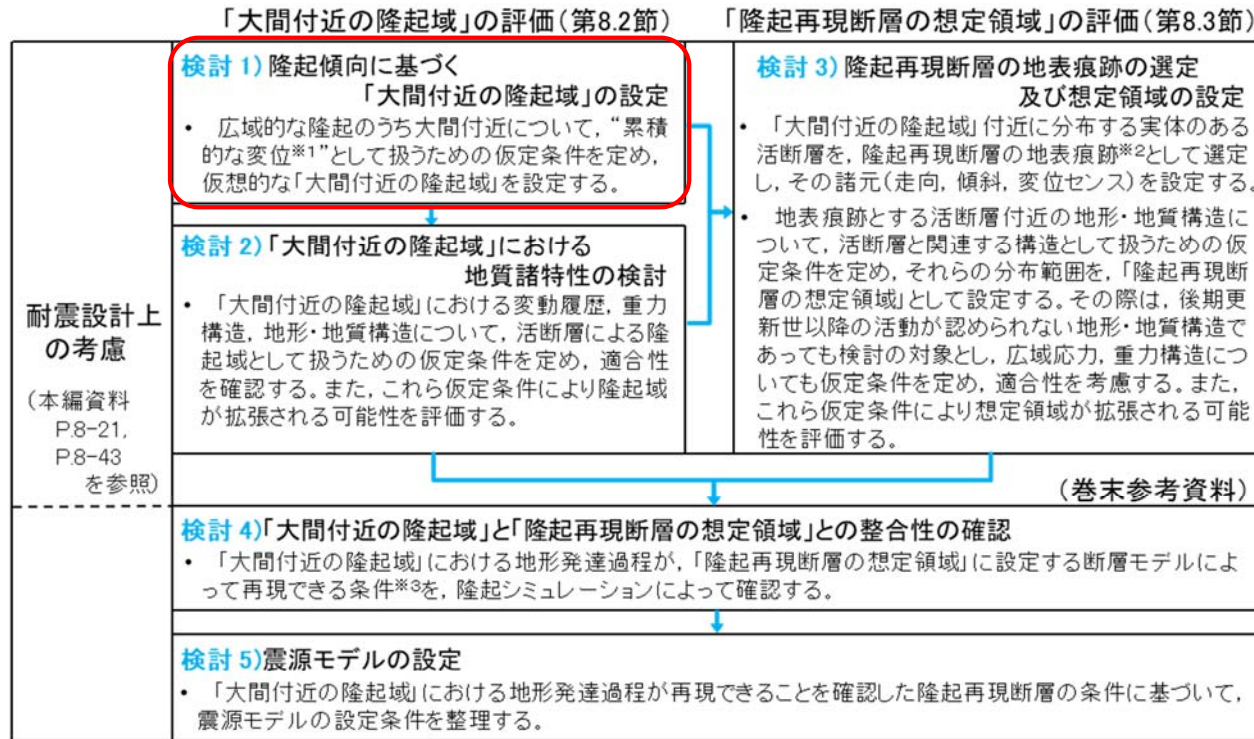 「大間付近の隆起域」の評価(第8.2節)
「隆起再現断層の想定領域」の評価(第8.3節)
耐震設計上
の考慮
(本編資料
P.8-21,
P.8-43
を参照)
検討 1) 隆起傾向に基づく
「大間付近の隆起域」の設定
• 広域的な隆起のうち大間付近について,“累積
的な変位※1”として扱うための仮定条件を定め,
仮想的な「大間付近の隆起域」を設定する。
検討 2)「大間付近の隆起域」における
地質諸特性の検討
• 「大間付近の隆起域」における変動履歴,重力
構造,地形・地質構造について,活断層による隆
起域として扱うための仮定条件を定め,適合性
を確認する。また,これら仮定条件により隆起域
が拡張される可能性を評価する。
検討 3) 隆起再現断層の地表痕跡の選定
及び想定領域の設定
• 「大間付近の隆起域」付近に分布する実体のある
活断層を,隆起再現断層の地表痕跡※2として選定
し,その諸元(走向,傾斜,変位センス)を設定する。
• 地表痕跡とする活断層付近の地形・地質構造に
ついて,活断層と関連する構造として扱うための仮
定条件を定め,それらの分布範囲を,「隆起再現断
層の想定領域」として設定する。その際は,後期更
新世以降の活動が認められない地形・地質構造で
あっても検討の対象とし,広域応力,重力構造につ
いても仮定条件を定め,適合性を考慮する。また,
これら仮定条件により想定領域が拡張される可能
性を評価する。
(巻末参考資料)
検討 4)「大間付近の隆起域」と「隆起再現断層の想定領域」との整合性の確認
• 「大間付近の隆起域」における地形発達過程が,「隆起再現断層の想定領域」に設定する断層モデルによ
って再現できる条件※3を,隆起シミュレーションによって確認する。
検討 5)震源モデルの設定
• 「大間付近の隆起域」における地形発達過程が再現できることを確認した隆起再現断層の条件に基づいて,
震源モデルの設定条件を整理する。